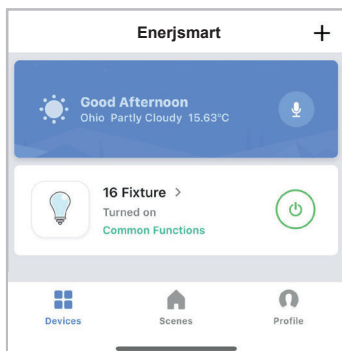 Enerjsmart
Good Afternoon
Ohio Partly Cloudy 15.63°C
16 Fixture >
Turned on
Common Functions
Devices Scenes Profile